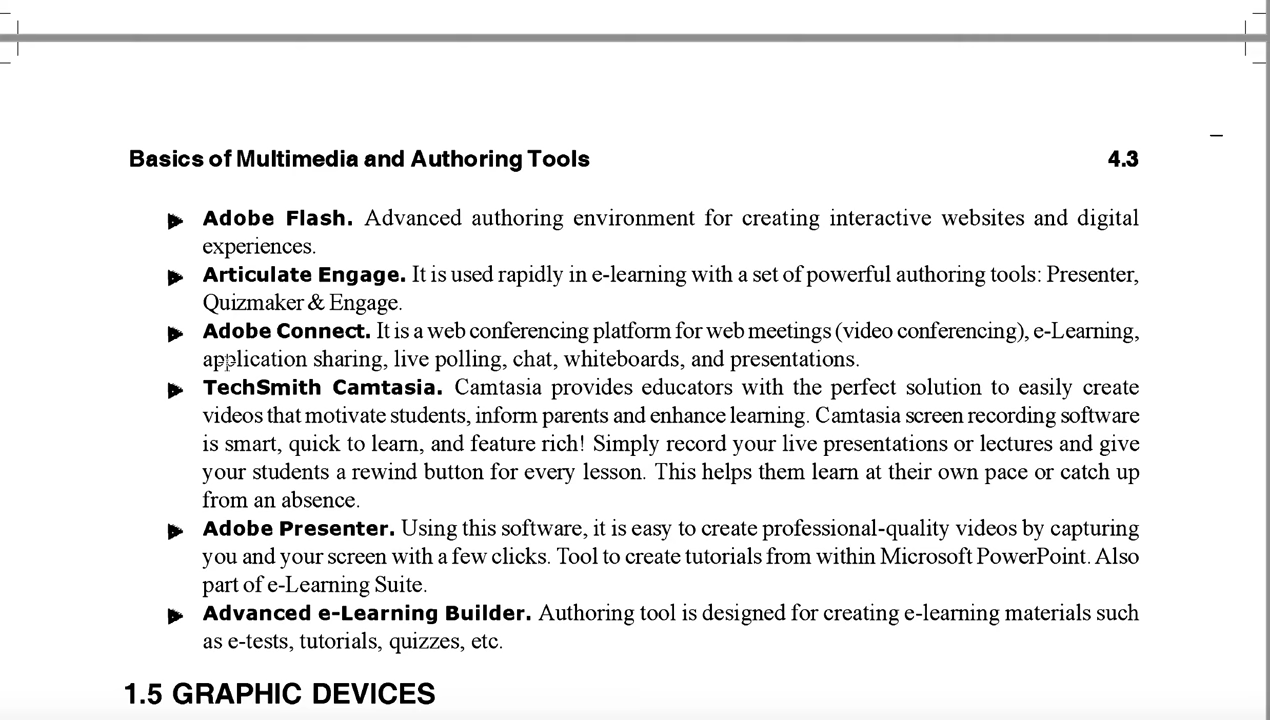 Basics of Multimedia and Authoring Tools 4.3
Adobe Flash. Advanced authoring environment for creating interactive websites and digital
experiences.
Articulate Engage. It is used rapidly in e-learning with a set of powerful authoring tools: Presenter,
Quizmaker & Engage.
Adobe Connect. It is a web conferencing platform for web meetings (video conferencing), e-Learning,
application sharing, live polling, chat, whiteboards, and presentations.
TechSmith Camtasia. Camtasia provides educators with the perfect solution to easily create
videos that motivate students, inform parents and enhance learning. Camtasia screen recording software
is smart, quick to learn, and feature rich! Simply record your live presentations or lectures and give
your students a rewind button for every lesson. This helps them learn at their own pace or catch up
from an absence.
Adobe Presenter. Using this software, it is easy to create professional-quality videos by capturing
you and your screen with a few clicks. Tool to create tutorials from within Microsoft PowerPoint. Also
part of e-Learning Suite.
Advanced e-Learning Builder. Authoring tool is designed for creating e-learning materials such
as e-tests, tutorials, quizzes, etc.
1.5 GRAPHIC DEVICES